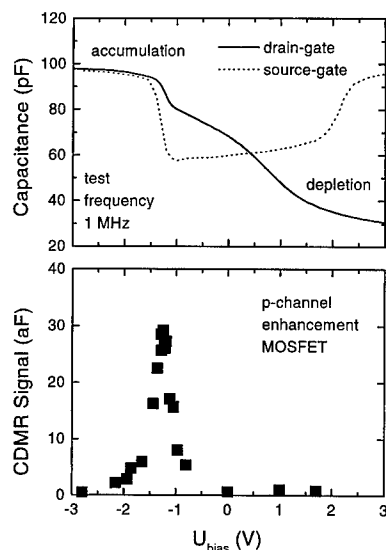 accumulation
drain-gate
source-gate
Capacitance (pF)
120
100
80
60
40
20
test
frequency
1 MHz
depletion
CDMR Signal (aF)
40
30
20
10
0
p-channel
enhancement
MOSFET
-3 -2 -1 0 1 2 3
U_bias (V)